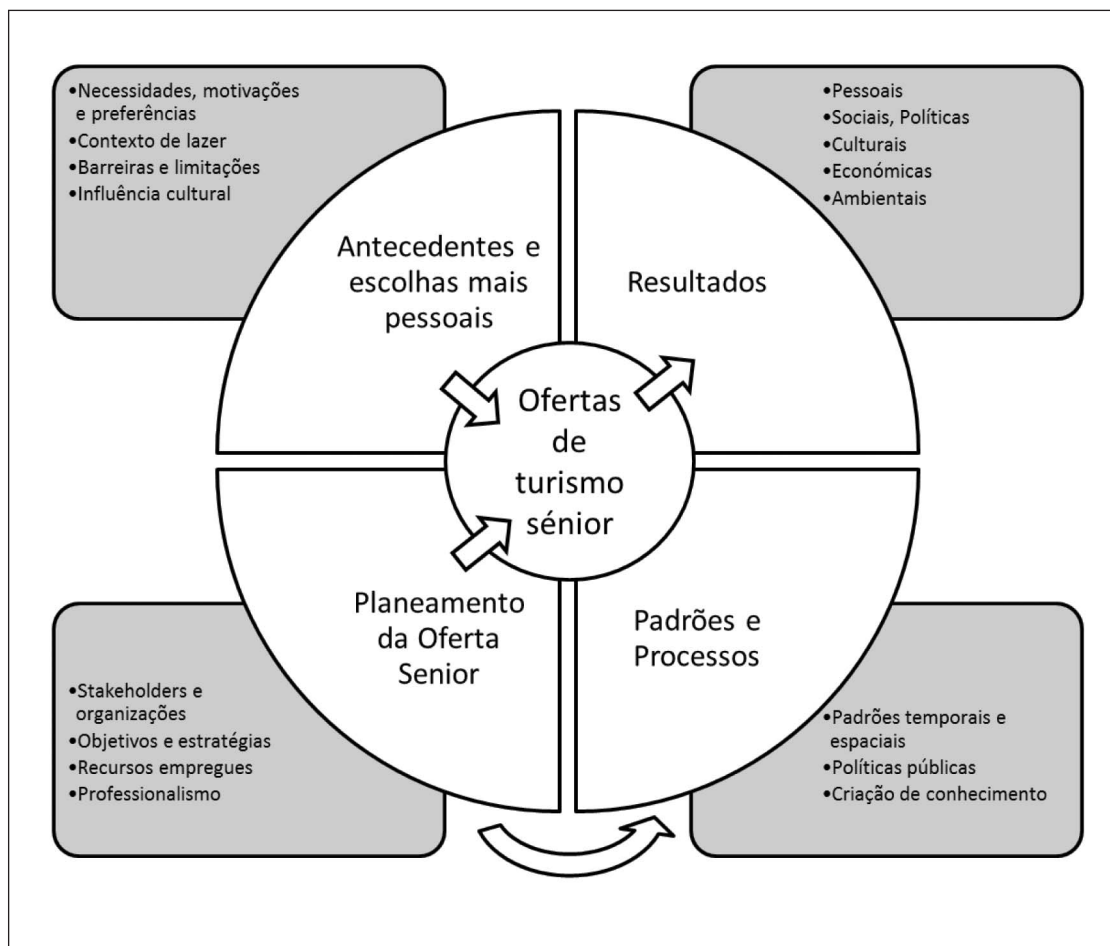 •Necessidades, motivações
e preferências
•Contexto de lazer
•Barreiras e limitações
•Influência cultural
•Pessoais
•Sociais, Políticas
•Culturais
•Económicas
•Ambientais
Antecedentes e
escolhas mais
pessoais
Resultados
Ofertas
de
turismo
sénior
Planeamento
da Oferta
Senior
Padrões e
Processos
•Stakeholders e
organizações
•Objetivos e estratégias
•Recursos empregues
•Professionalismo
•Padrões temporais e
espaciais
•Políticas públicas
•Criação de conhecimento